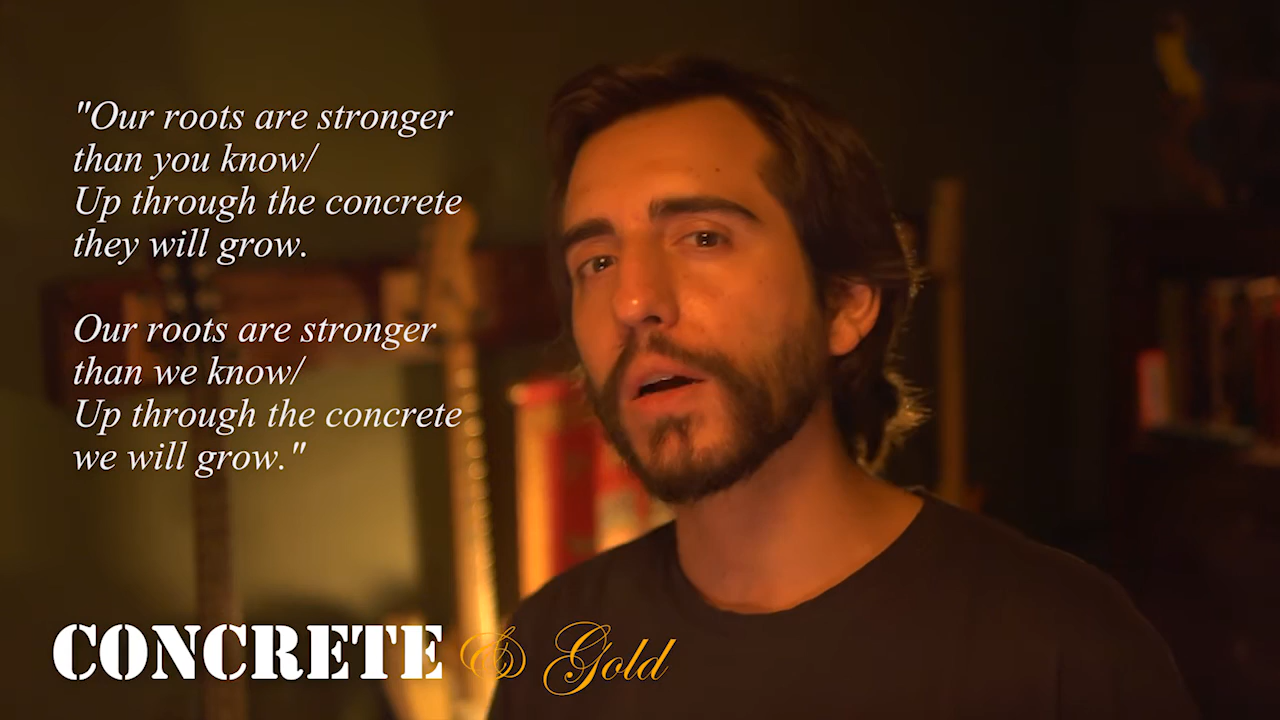 "Our roots are stronger
than you know/
Up through the concrete
they will grow.
Our roots are stronger
than we know/
Up through the concrete
we will grow."
CONCRETE & Gold